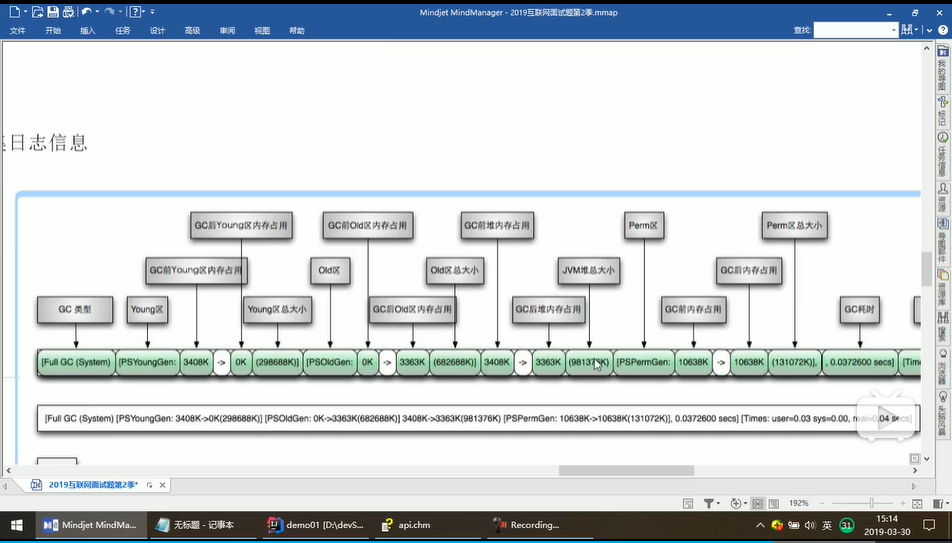 Mindjet MindManager - 2019互联网面试题第2季.mmap
文件 开始 插入 任务 设计 高级 审阅 视图 帮助 查找:
日志信息
GC后Young区内存占用 GC前Old区内存占用 GC前堆内存占用 Perm区 Perm区总大小
GC前Young区内存占用 Old区 Old区总大小 JVM堆总大小 GC后内存占用
GC 类型 Young区 Young区总大小 GC后Old区内存占用 GC后堆内存占用 GC前内存占用 GC耗时
[Full GC (System) [PSYoungGen: 3408K -> 0K (298688K)] [PSOldGen: 0K -> 3363K (682688K)] 3408K -> 3363K (981376K) [PSPermGen: 10638K -> 10638K (131072K)], , 0.0372600 secs] [Time
[Full GC (System) [PSYoungGen: 3408K->0K(298688K)] [PSOldGen: 0K->3363K(682688K)] 3408K->3363K(981376K) [PSPermGen: 10638K->10638K(131072K)], 0.0372600 secs] [Times: user=0.03 sys=0.00, real=0.04 secs]
我的导图
标记
任务信息
资源
导图部件
资源库
搜索
浏览器
2019互联网面试题第2季*
192%
Mindjet MindMa... 无标题 - 记事本 demo01 [D:\devS... api.chm Recording... 英 31 15:14
2019-03-30